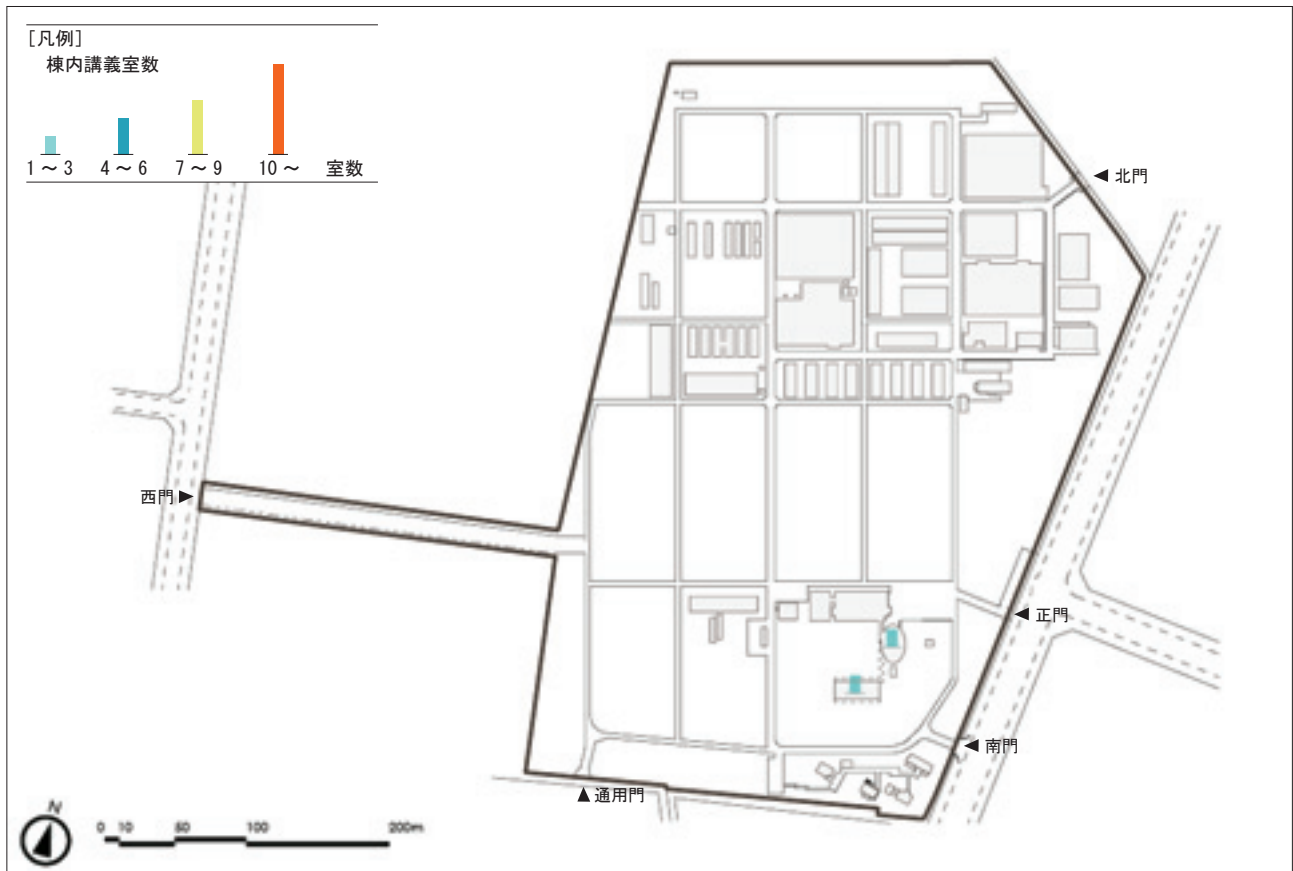 [凡例]
棟内講義室数
1～3 4～6 7～9 10～ 室数
◀ 北門
西門 ▶
◀ 正門
◀ 南門
▲ 通用門
N
0 10 50 100 200m